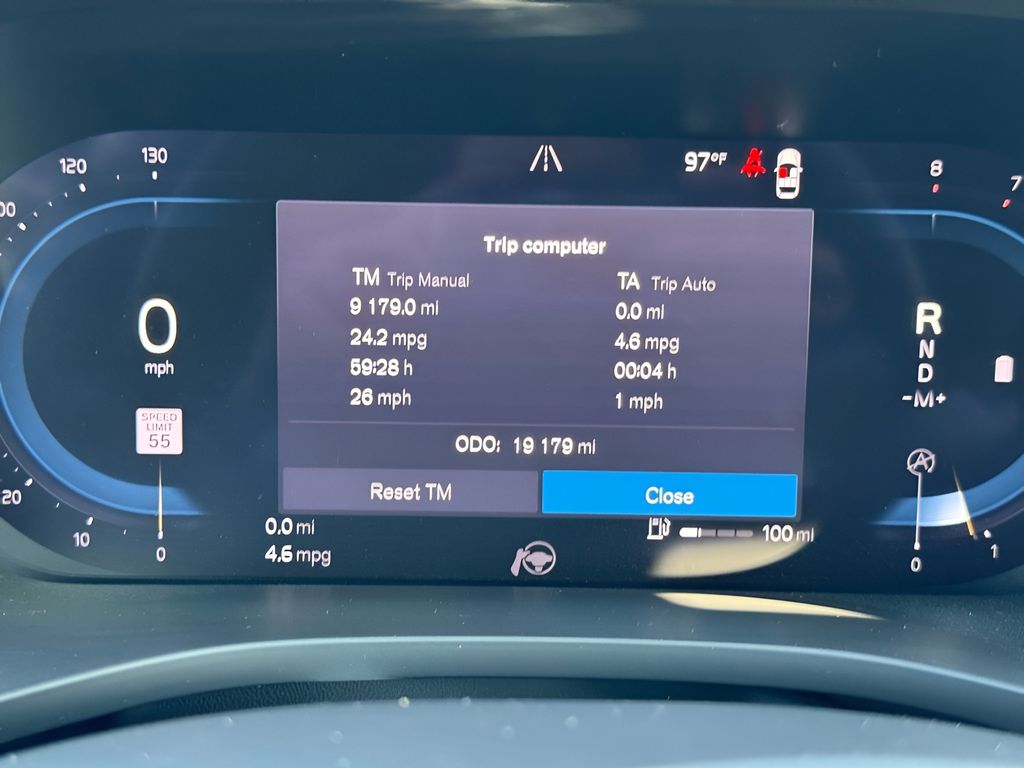 120 130
97°F
8
7
00
Trip computer
TM Trip Manual
TA Trip Auto
9 179.0 mi
0.0 mi
24.2 mpg
4.6 mpg
59:28 h
00:04 h
26 mph
1 mph
ODO: 19 179 mi
Reset TM
Close
0
mph
SPEED
LIMIT
55
R
N
D
-M+
A
20
10
0
0.0 mi
4.6 mpg
100 mi
0
1